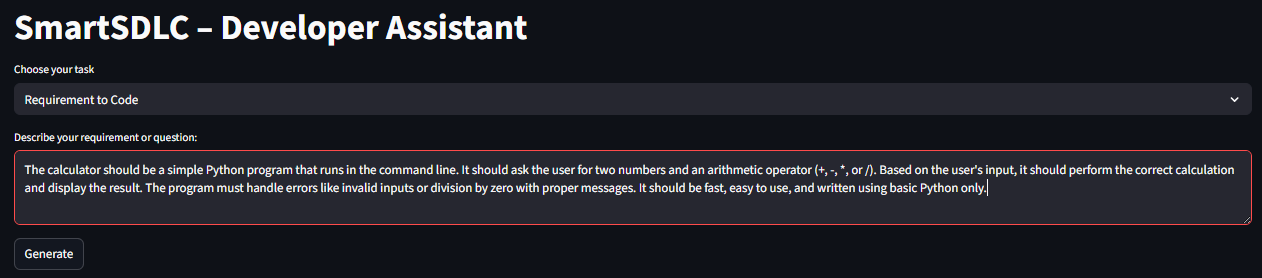 SmartSDLC – Developer Assistant
Choose your task
Requirement to Code
Describe your requirement or question:
The calculator should be a simple Python program that runs in the command line. It should ask the user for two numbers and an arithmetic operator (+, -, *, or /). Based on the user's input, it should perform the correct calculation
and display the result. The program must handle errors like invalid inputs or division by zero with proper messages. It should be fast, easy to use, and written using basic Python only.
Generate